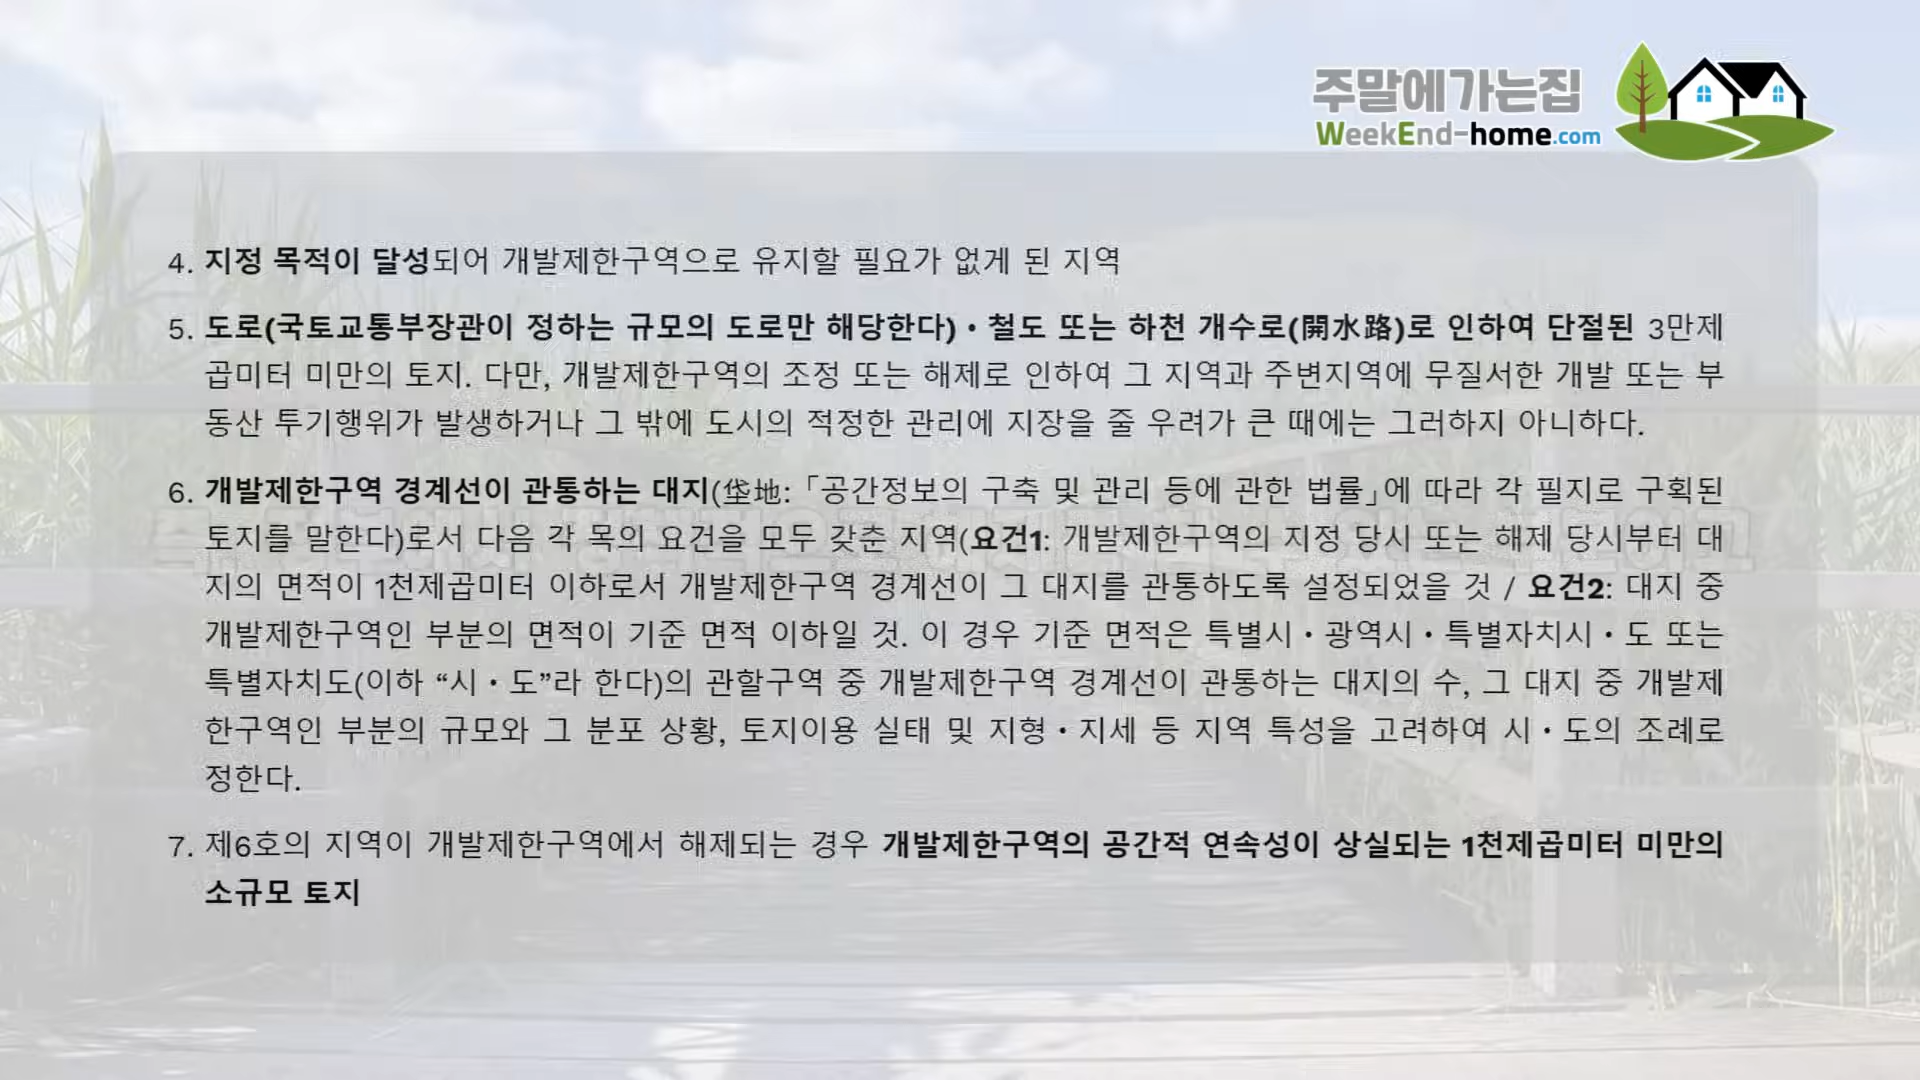 주말에가는집
WeekEnd-home.com
4. 지정 목적이 달성되어 개발제한구역으로 유지할 필요가 없게 된 지역
5. 도로(국토교통부장관이 정하는 규모의 도로만 해당한다)・철도 또는 하천 개수로(開水路)로 인하여 단절된 3만제
곱미터 미만의 토지. 다만, 개발제한구역의 조정 또는 해제로 인하여 그 지역과 주변지역에 무질서한 개발 또는 부
동산 투기행위가 발생하거나 그 밖에 도시의 적정한 관리에 지장을 줄 우려가 큰 때에는 그러하지 아니하다.
6. 개발제한구역 경계선이 관통하는 대지(垈地: 「공간정보의 구축 및 관리 등에 관한 법률」에 따라 각 필지로 구획된
토지를 말한다)로서 다음 각 목의 요건을 모두 갖춘 지역(요건1: 개발제한구역의 지정 당시 또는 해제 당시부터 대
지의 면적이 1천제곱미터 이하로서 개발제한구역 경계선이 그 대지를 관통하도록 설정되었을 것 / 요건2: 대지 중
개발제한구역인 부분의 면적이 기준 면적 이하일 것. 이 경우 기준 면적은 특별시・광역시・특별자치시・도 또는
특별자치도(이하 “시・도”라 한다)의 관할구역 중 개발제한구역 경계선이 관통하는 대지의 수, 그 대지 중 개발제
한구역인 부분의 규모와 그 분포 상황, 토지이용 실태 및 지형・지세 등 지역 특성을 고려하여 시・도의 조례로
정한다.
7. 제6호의 지역이 개발제한구역에서 해제되는 경우 개발제한구역의 공간적 연속성이 상실되는 1천제곱미터 미만의
소규모 토지